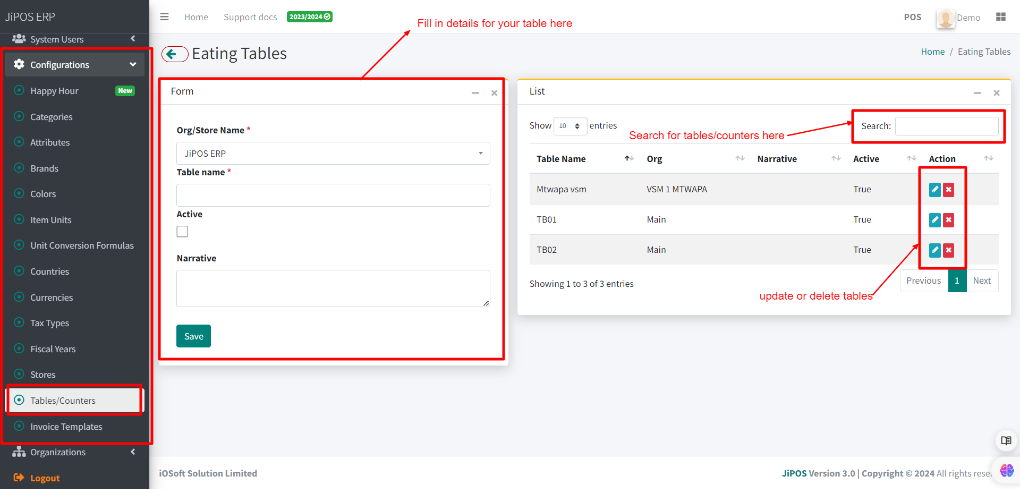 JiPOS ERP
Home Support docs 2023/2024
POS Demo
Fill in details for your table here
System Users
Configurations
Happy Hour New
Categories
Attributes
Brands
Colors
Item Units
Unit Conversion Formulas
Countries
Currencies
Tax Types
Fiscal Years
Stores
Tables/Counters
Invoice Templates
Organizations
Logout
Eating Tables
Home / Eating Tables
Form
Org/Store Name *
JiPOS ERP
Table name *
Active
Narrative
Save
List
Show 10 entries
Search:
Search for tables/counters here
Table Name Org Narrative Active Action
Mtwapa vsm VSM 1 MTWAPA True
TB01 Main True
TB02 Main True
Showing 1 to 3 of 3 entries
Previous 1 Next
update or delete tables
iOSoft Solution Limited
JiPOS Version 3.0 | Copyright © 2024 All rights